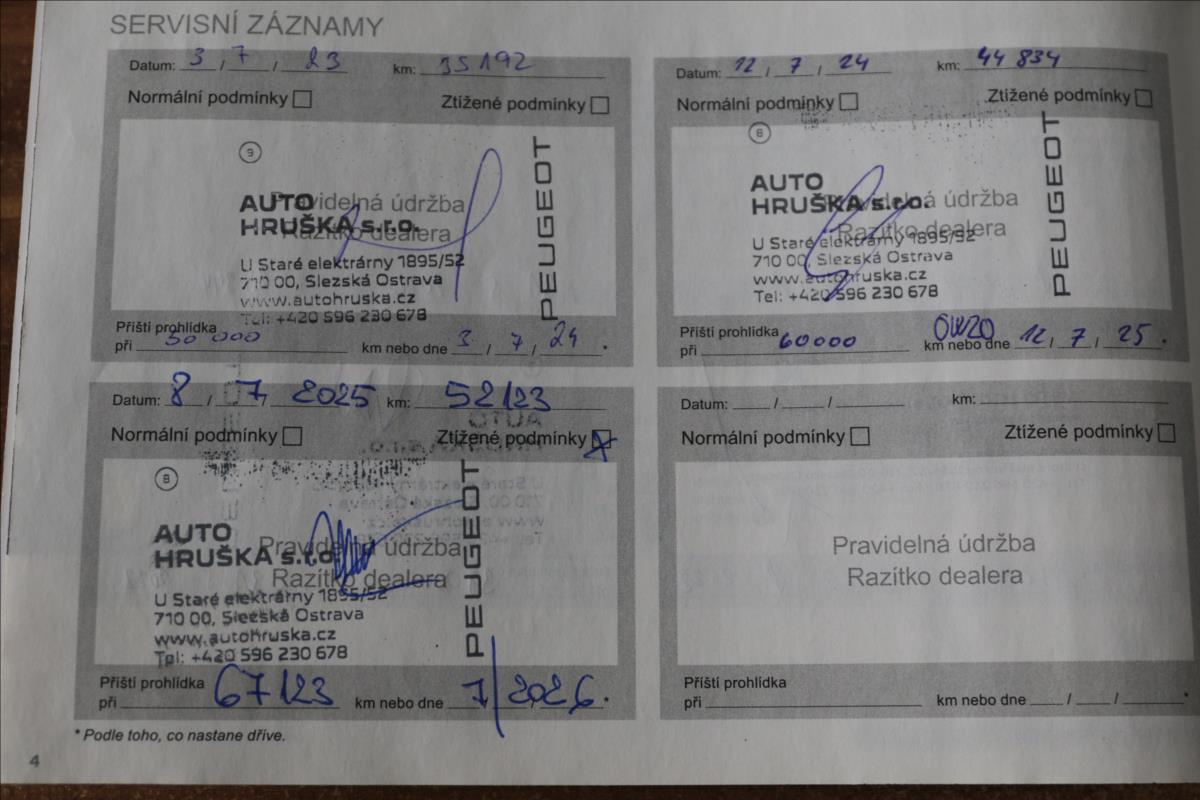 SERVISNÍ ZÁZNAMY
Datum: 3 / 7 / 23 km: 35192
Normální podmínky Ztížené podmínky
9
PEUGEOT
AUTO
HRUŠKA s.r.o.
Pravidelná údržba
Razítko dealera
U Staré elektrárny 1895/52
710 00, Slezská Ostrava
www.autohruska.cz
Tel: +420 596 230 678
Příští prohlídka
při 50 000 km nebo dne 3 / 7 / 24 .
Datum: 12 / 7 / 24 km: 44 834
Normální podmínky Ztížené podmínky
8
PEUGEOT
AUTO
HRUŠKA s.r.o.
Pravidelná údržba
Razítko dealera
U Staré elektrárny 1895/52
710 00, Slezská Ostrava
www.autohruska.cz
Tel: +420 596 230 678
Příští prohlídka
při 60000 km nebo dne 12 / 7 / 25 .
Datum: 8 / 7 / 2025 km: 52123
Normální podmínky Ztížené podmínky
8
PEUGEOT
AUTO
HRUŠKA s.r.o.
Pravidelná údržba
Razítko dealera
U Staré elektrárny 1895/52
710 00, Slezská Ostrava
www.autohruska.cz
Tel: +420 596 230 678
Příští prohlídka
při 67123 km nebo dne 7 / 2026 .
Datum: / / km:
Normální podmínky Ztížené podmínky
Pravidelná údržba
Razítko dealera
Příští prohlídka
při km nebo dne / / *
* Podle toho, co nastane dříve.
4